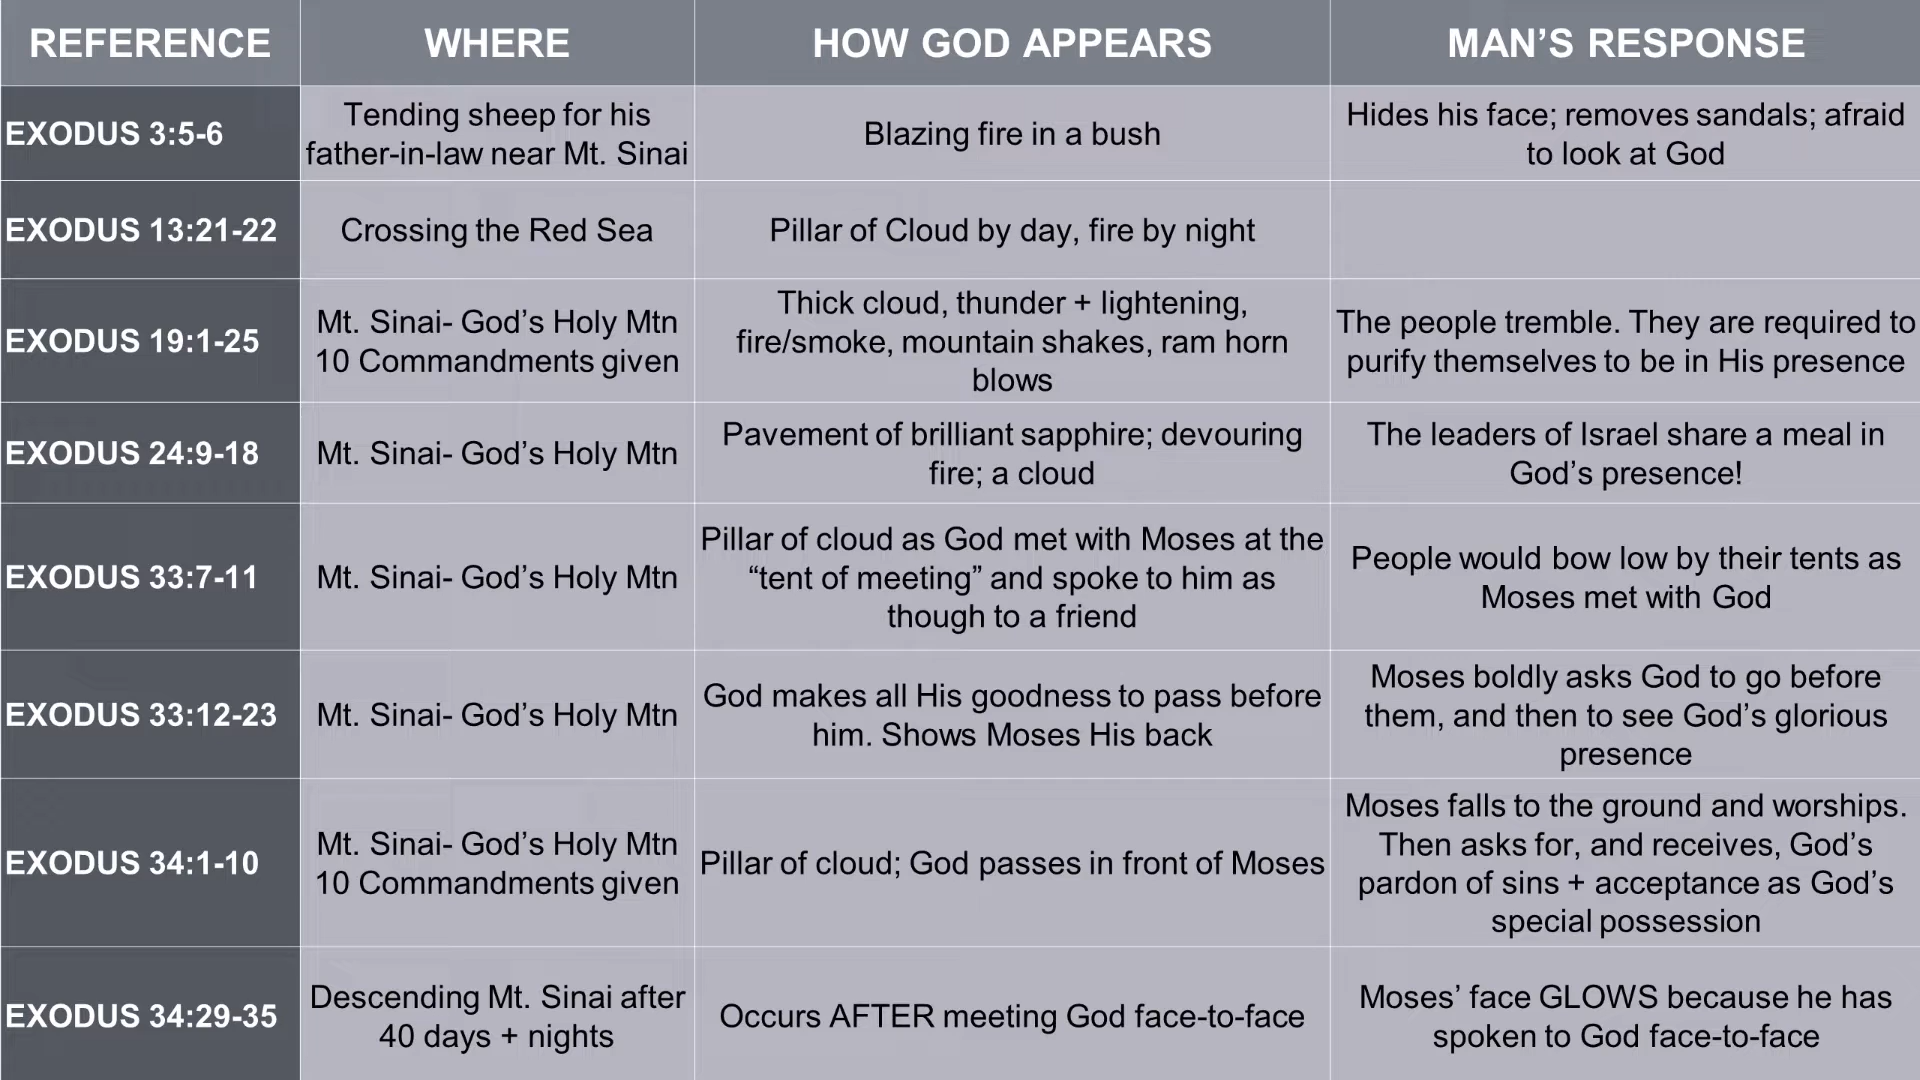 REFERENCE
WHERE
HOW GOD APPEARS
MAN’S RESPONSE
EXODUS 3:5-6
Tending sheep for his
father-in-law near Mt. Sinai
Blazing fire in a bush
Hides his face; removes sandals; afraid
to look at God
EXODUS 13:21-22
Crossing the Red Sea
Pillar of Cloud by day, fire by night
EXODUS 19:1-25
Mt. Sinai- God’s Holy Mtn
10 Commandments given
Thick cloud, thunder + lightening,
fire/smoke, mountain shakes, ram horn
blows
The people tremble. They are required to
purify themselves to be in His presence
EXODUS 24:9-18
Mt. Sinai- God’s Holy Mtn
Pavement of brilliant sapphire; devouring
fire; a cloud
The leaders of Israel share a meal in
God’s presence!
EXODUS 33:7-11
Mt. Sinai- God’s Holy Mtn
Pillar of cloud as God met with Moses at the
“tent of meeting” and spoke to him as
though to a friend
People would bow low by their tents as
Moses met with God
EXODUS 33:12-23
Mt. Sinai- God’s Holy Mtn
God makes all His goodness to pass before
him. Shows Moses His back
Moses boldly asks God to go before
them, and then to see God’s glorious
presence
EXODUS 34:1-10
Mt. Sinai- God’s Holy Mtn
10 Commandments given
Pillar of cloud; God passes in front of Moses
Moses falls to the ground and worships.
Then asks for, and receives, God’s
pardon of sins + acceptance as God’s
special possession
EXODUS 34:29-35
Descending Mt. Sinai after
40 days + nights
Occurs AFTER meeting God face-to-face
Moses’ face GLOWS because he has
spoken to God face-to-face